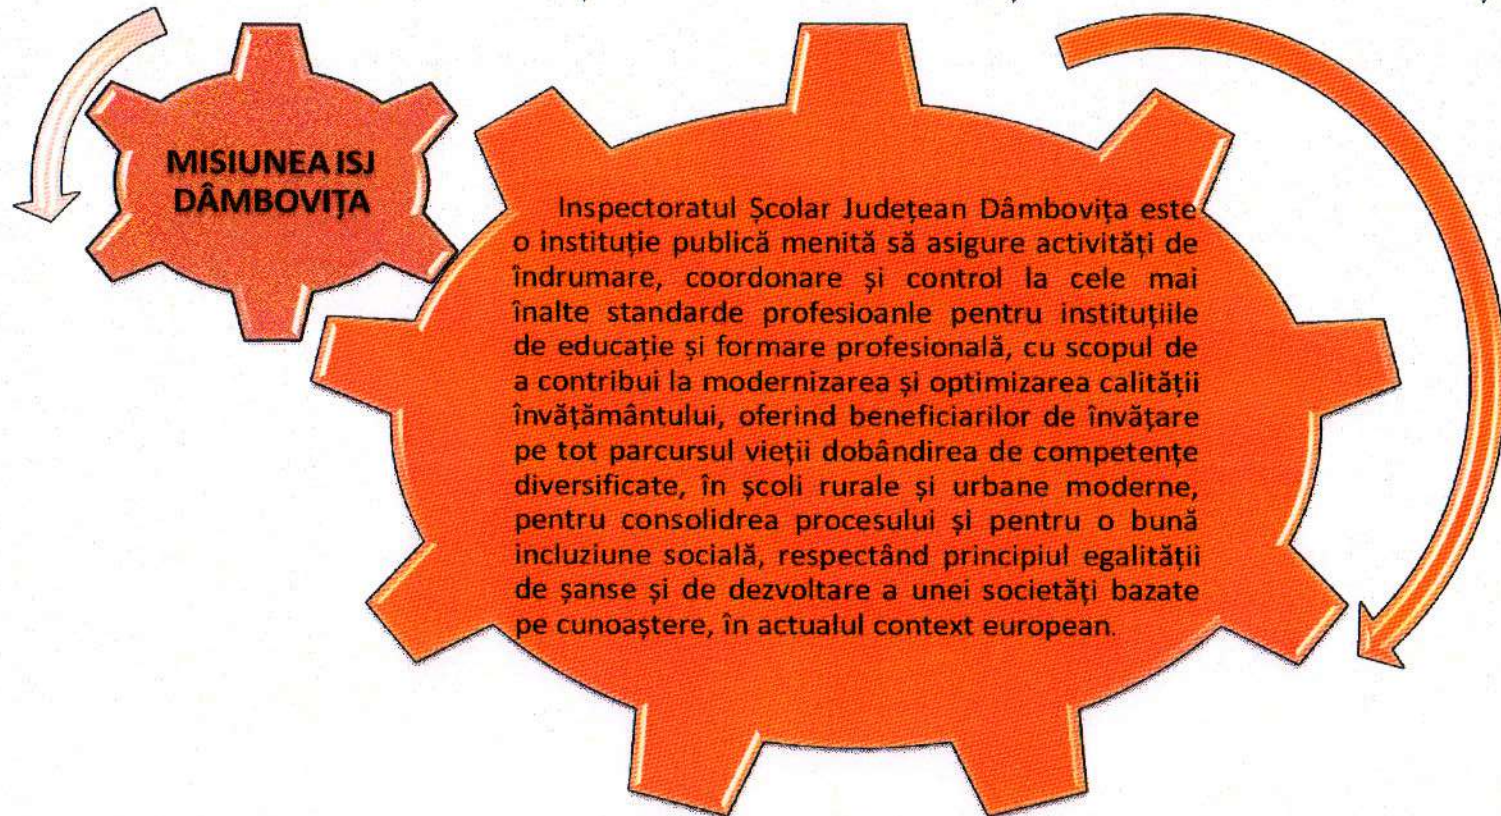 MISIUNEA ISJ
DÂMBOVIȚA
Inspectoratul Școlar Județean Dâmbovița este
o instituție publică menită să asigure activități de
îndrumare, coordonare și control la cele mai
înalte standarde profesioanle pentru instituțiile
de educație și formare profesională, cu scopul de
a contribui la modernizarea și optimizarea calității
învățământului, oferind beneficiarilor de învățare
pe tot parcursul vieții dobândirea de competențe
diversificate, în școli rurale și urbane moderne,
pentru consolidrea procesului și pentru o bună
incluziune socială, respectând principiul egalității
de șanse și de dezvoltare a unei societăți bazate
pe cunoaștere, în actualul context european.